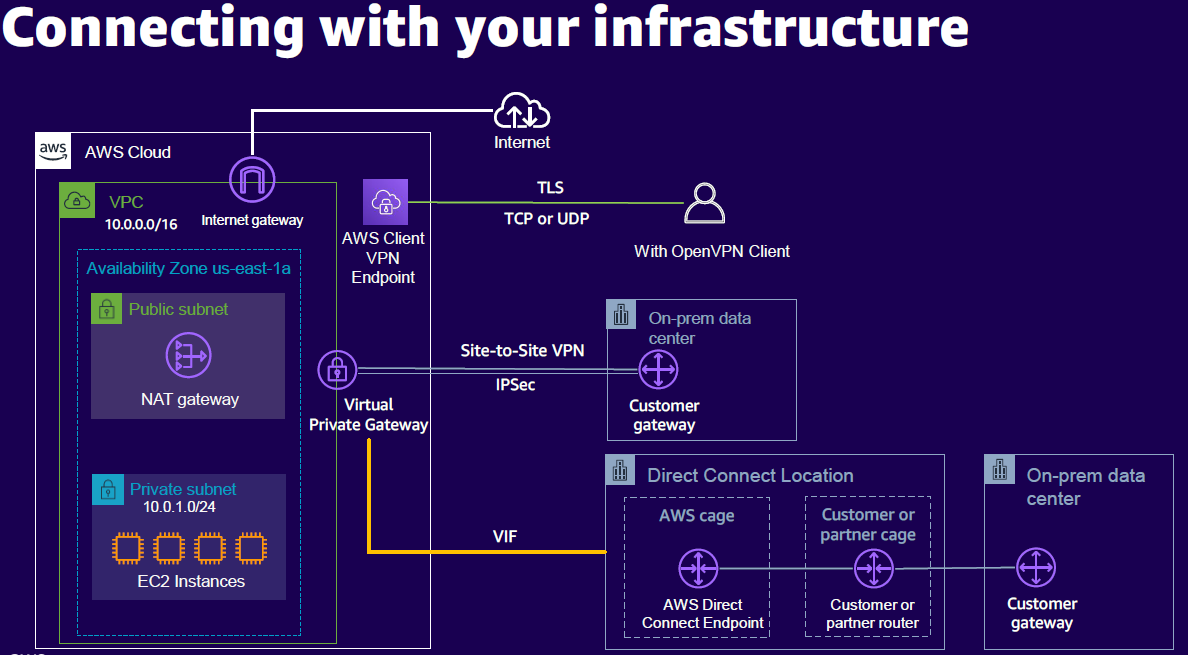 Connecting with your infrastructure
Internet
aws
AWS Cloud
VPC
10.0.0.0/16
Internet gateway
TLS
TCP or UDP
AWS Client
VPN
Endpoint
With OpenVPN Client
Availability Zone us-east-1a
Public subnet
NAT gateway
On-prem data
center
Site-to-Site VPN
IPSec
Virtual
Private Gateway
Customer
gateway
Private subnet
10.0.1.0/24
EC2 Instances
VIF
Direct Connect Location
AWS cage
AWS Direct
Connect Endpoint
Customer or
partner cage
Customer or
partner router
On-prem data
center
Customer
gateway